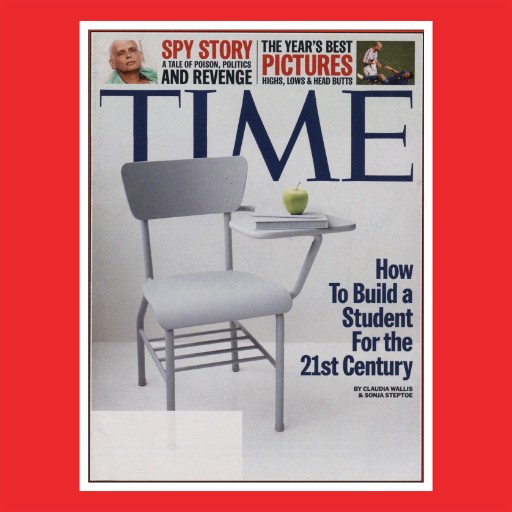 SPY STORY
A TALE OF POISON, POLITICS
AND REVENGE
THE YEAR'S BEST
PICTURES
HIGHS, LOWS & HEAD BUTTS
TIME
How
To Build a
Student
For the
21st Century
BY CLAUDIA WALLIS
& SONJA STEPTOE